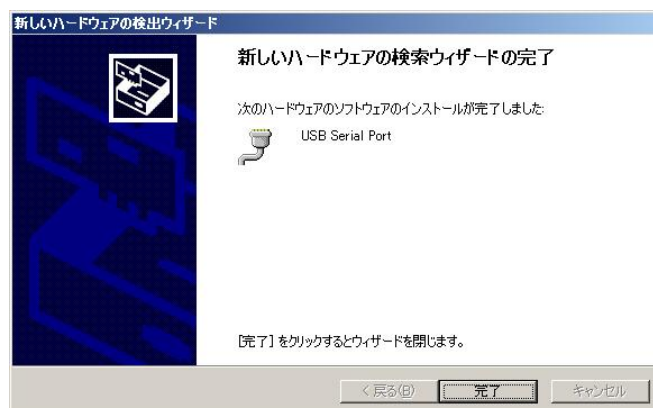 新しいハードウェアの検出ウィザード
新しいハードウェアの検索ウィザードの完了
次のハードウェアのソフトウェアのインストールが完了しました:
USB Serial Port
[完了] をクリックするとウィザードを閉じます。
< 戻る(B)
完了
キャンセル